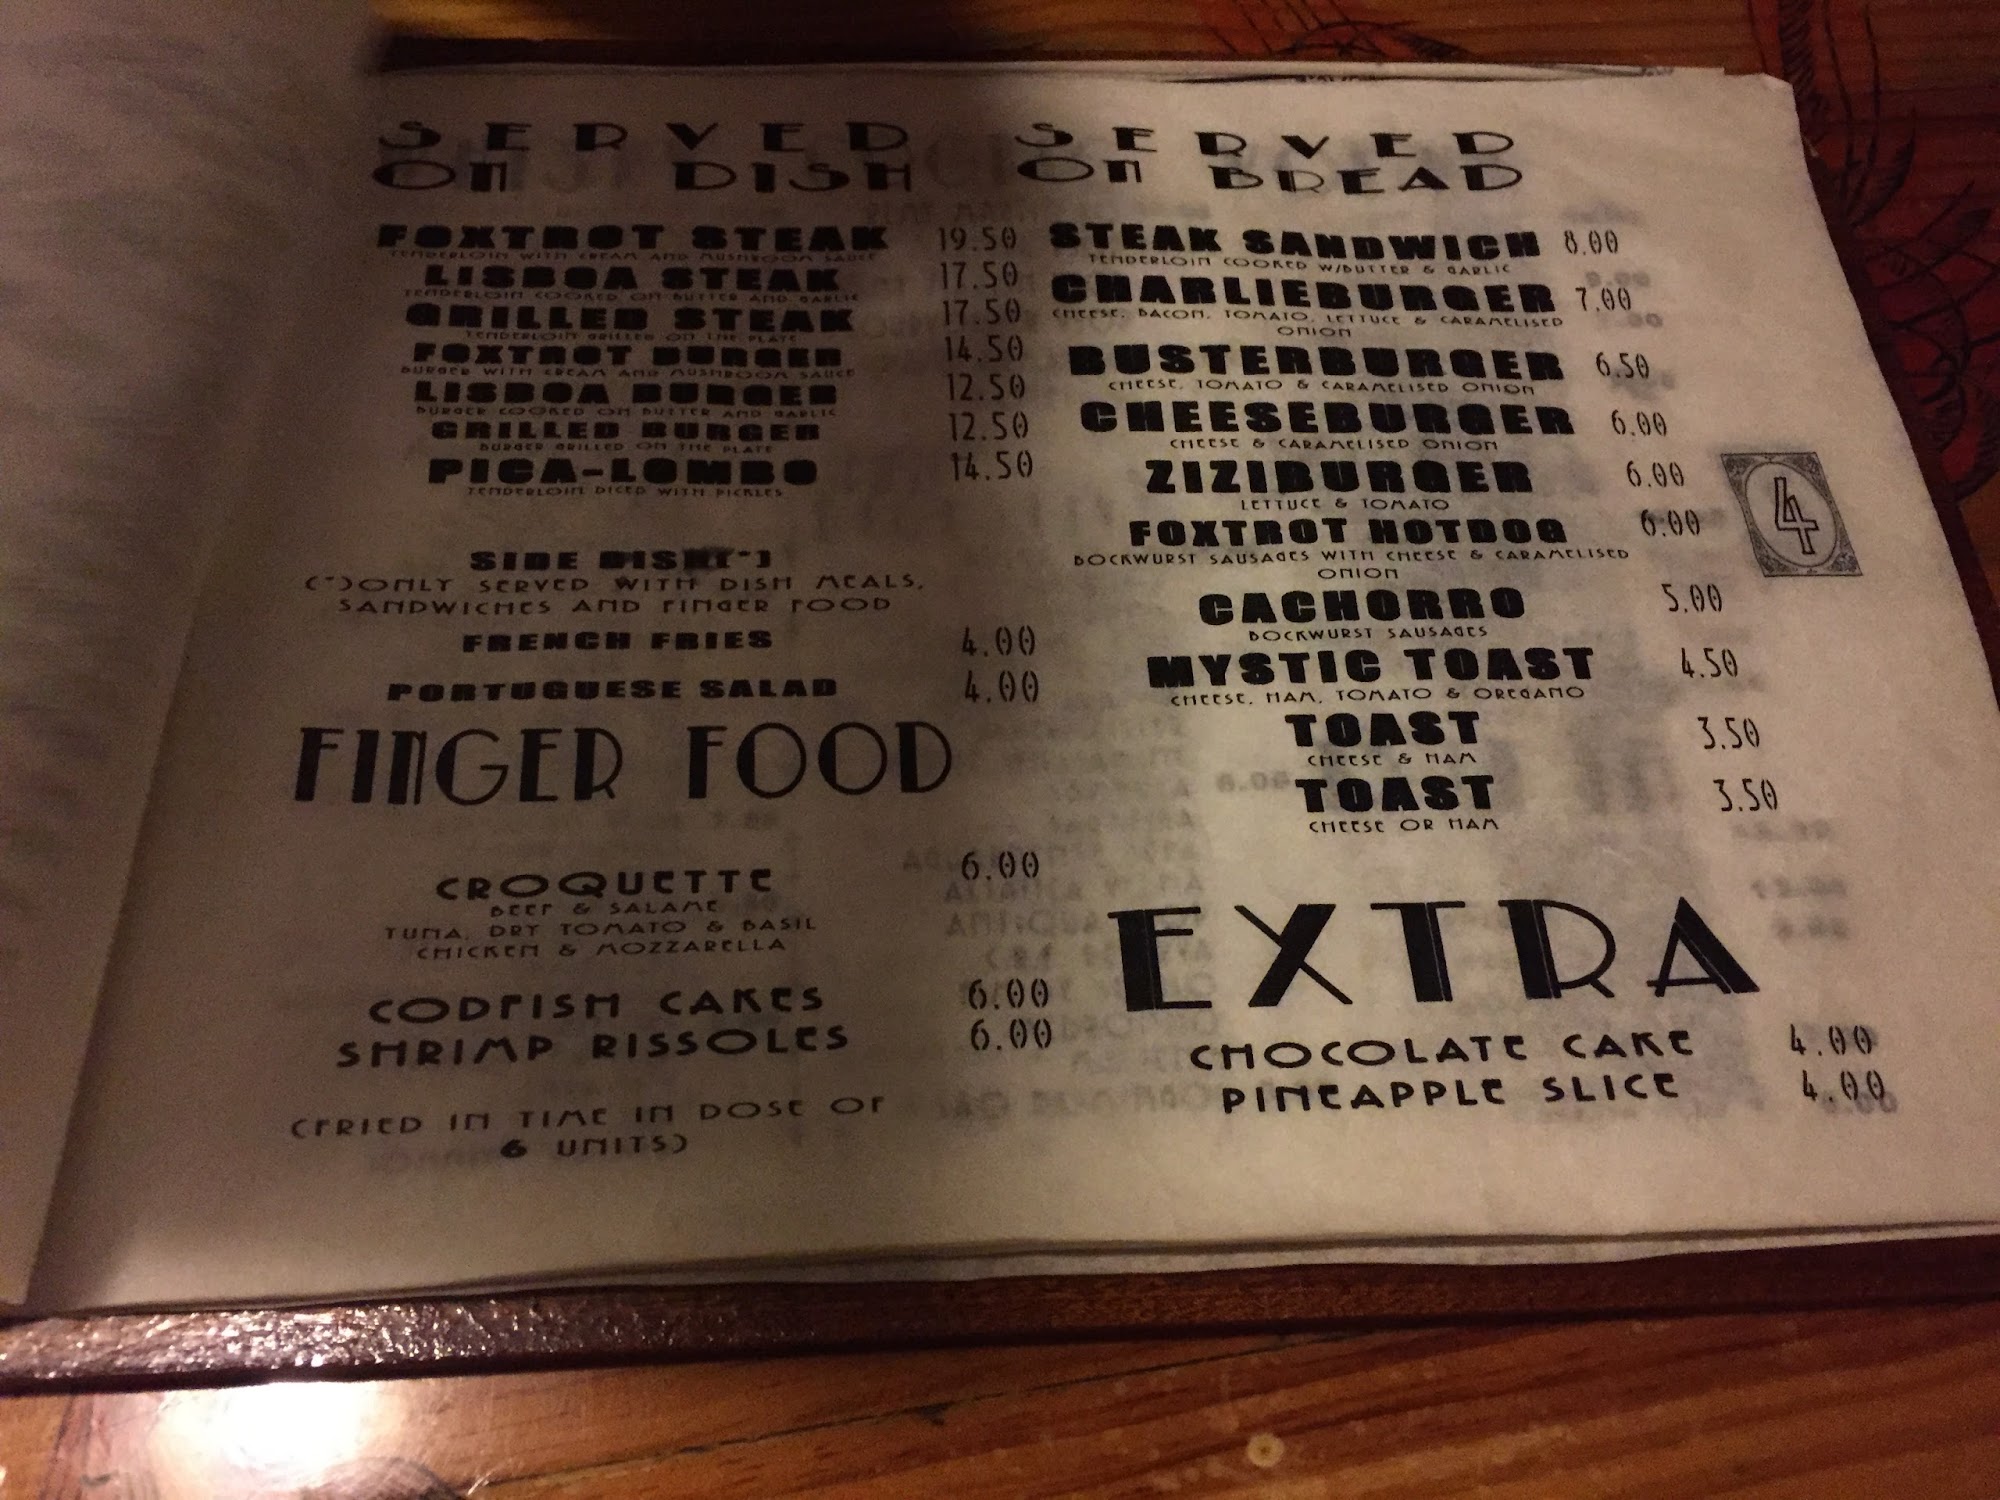 SERVED
ON DISH
FOXTROT STEAK 19.50
TENDERLOIN WITH CREAM AND MUSHROOM SAUCE
LISBOA STEAK 17.50
TENDERLOIN COOKED ON BUTTER AND GARLIC
GRILLED STEAK 17.50
TENDERLOIN GRILLED ON THE PLATE
FOXTROT BURGER 14.50
BURGER WITH CREAM AND MUSHROOM SAUCE
LISBOA BURGER 12.50
BURGER COOKED ON BUTTER AND GARLIC
GRILLED BURGER 12.50
BURGER GRILLED ON THE PLATE
PICA-LOMBO 14.50
TENDERLOIN DICED WITH PICKLES
SIDE DISH(*)
(*)ONLY SERVED WITH DISH MEALS,
SANDWICHES AND FINGER FOOD
FRENCH FRIES 4.00
PORTUGUESE SALAD 4.00
FINGER FOOD
CROQUETTE 6.00
BEEF & SALAME
TUNA, DRY TOMATO & BASIL
CHICKEN & MOZZARELLA
CODFISH CAKES 6.00
SHRIMP RISSOLES 6.00
(FRIED IN TIME IN DOSE OF
6 UNITS)
SERVED
ON BREAD
STEAK SANDWICH 8.00
TENDERLOIN COOKED W/BUTTER & GARLIC
CHARLIEBURGER 7.00
CHEESE, BACON, TOMATO, LETTUCE & CARAMELISED
ONION
BUSTERBURGER 6.50
CHEESE, TOMATO & CARAMELISED ONION
CHEESEBURGER 6.00
CHEESE & CARAMELISED ONION
ZIZIBURGER 6.00
LETTUCE & TOMATO
FOXTROT HOTDOG 6.00
BOCKWURST SAUSAGES WITH CHEESE & CARAMELISED
ONION
CACHORRO 5.00
BOCKWURST SAUSAGES
MYSTIC TOAST 4.50
CHEESE, HAM, TOMATO & OREGANO
TOAST 3.50
CHEESE & HAM
TOAST 3.50
CHEESE OR HAM
4
EXTRA
CHOCOLATE CAKE 4.00
PINEAPPLE SLICE 4.00